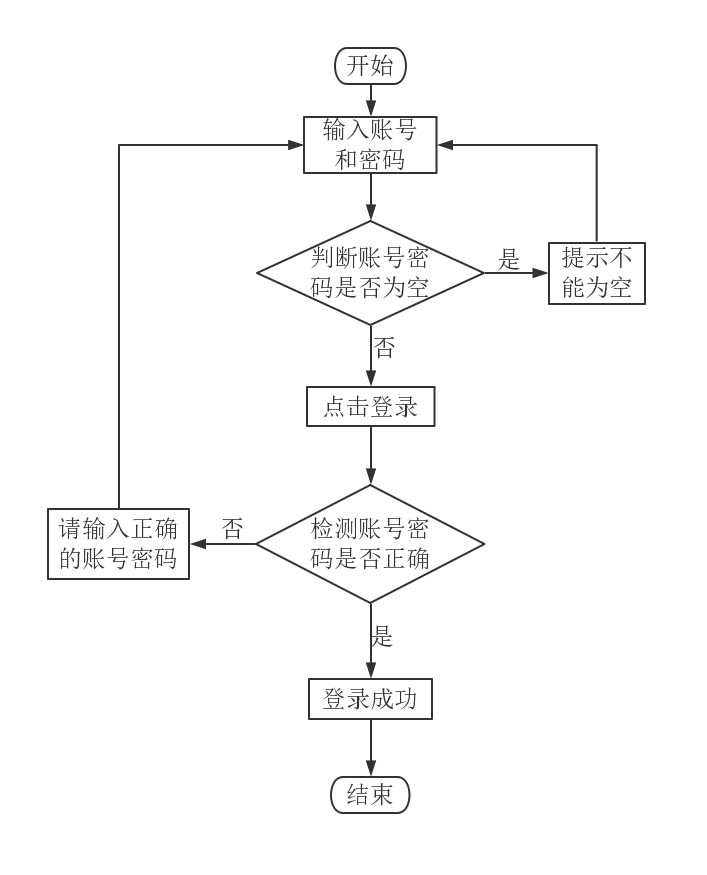 开始
输入账号
和密码
判断账号密
码是否为空
是
提示不
能为空
否
点击登录
检测账号密
码是否正确
否
请输入正确
的账号密码
是
登录成功
结束